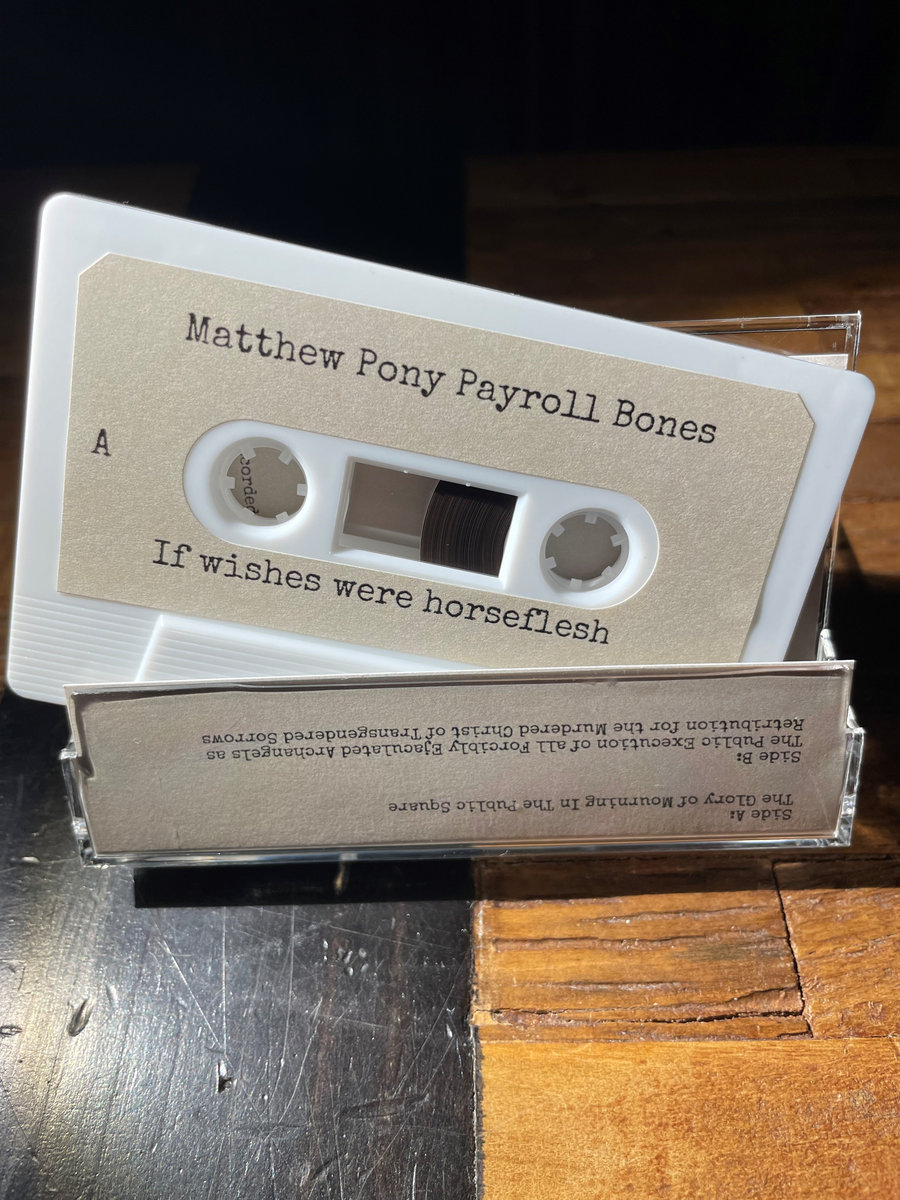 Matthew Pony Payroll Bones
A
corded
If wishes were horseflesh
Side A:
The Glory of Mourning In The Public Square
Side B:
The Public Execution of all Forcibly Ejaculated Archangels as
Retribution for the Murdered Christ of Transgendered Sorrows